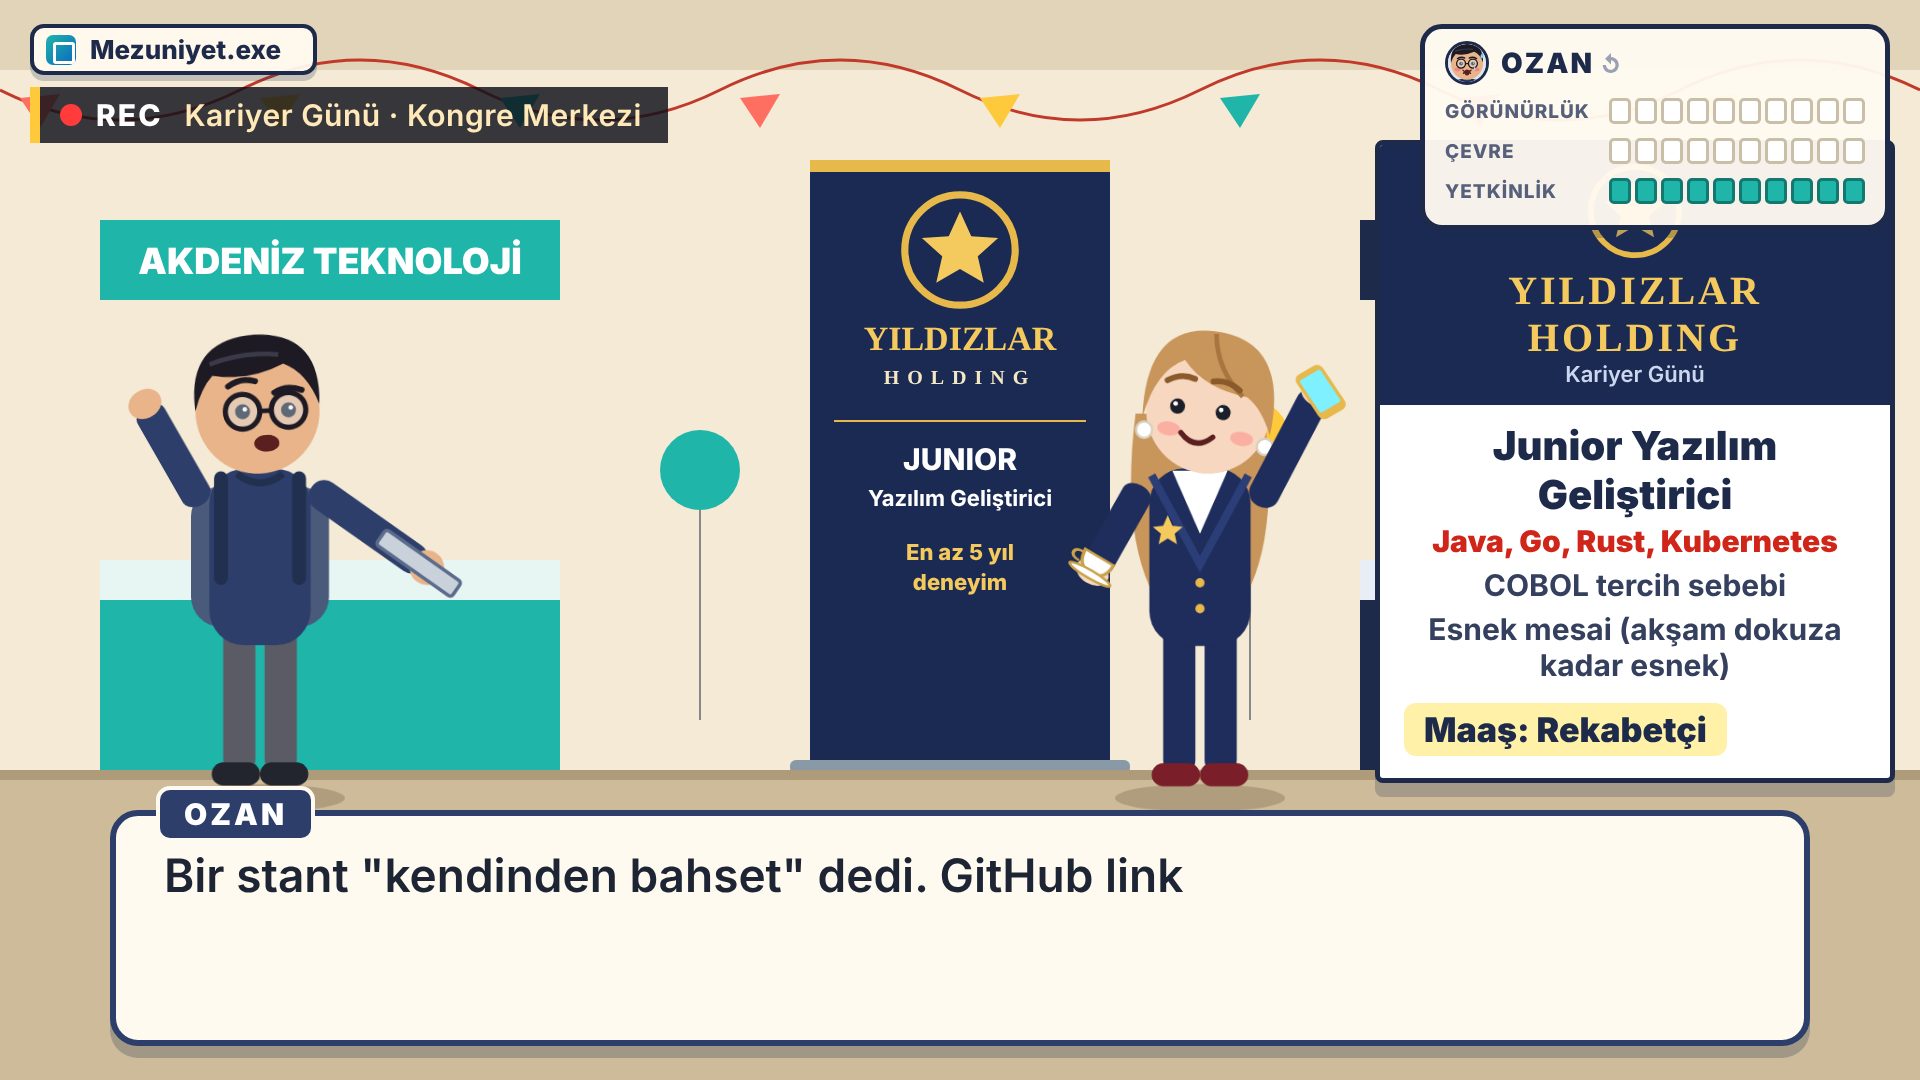 Mezuniyet.exe
REC Kariyer Günü · Kongre Merkezi
OZAN
GÖRÜNÜRLÜK
ÇEVRE
YETKİNLİK
AKDENİZ TEKNOLOJİ
YILDIZLAR
HOLDING
JUNIOR
Yazılım Geliştirici
En az 5 yıl
deneyim
YILDIZLAR
HOLDING
Kariyer Günü
Junior Yazılım
Geliştirici
Java, Go, Rust, Kubernetes
COBOL tercih sebebi
Esnek mesai (akşam dokuza
kadar esnek)
Maaş: Rekabetçi
OZAN
Bir stant "kendinden bahset" dedi. GitHub link